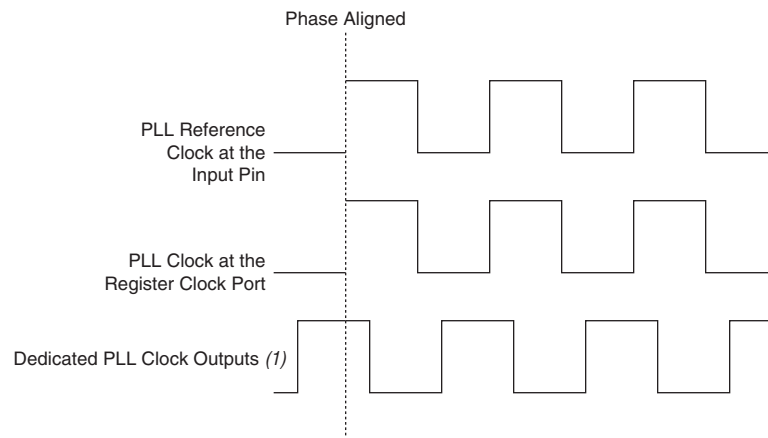 Phase Aligned
PLL Reference
Clock at the
Input Pin
PLL Clock at the
Register Clock Port
Dedicated PLL Clock Outputs (1)